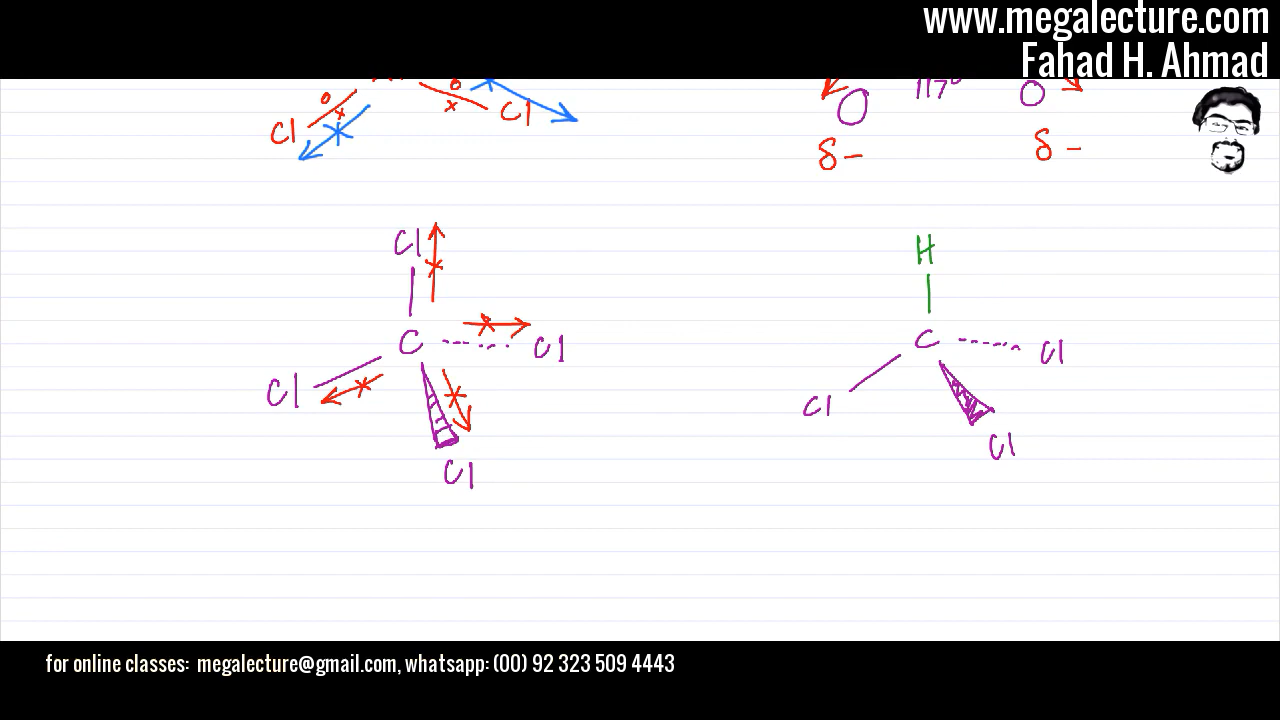 www.megalecture.com
Fahad H. Ahmad
Cl
Cl
O
117°
O
δ-
δ-
Cl
C
Cl
Cl
Cl
H
C
Cl
Cl
Cl
for online classes: megalecture@gmail.com, whatsapp: (00) 92 323 509 4443